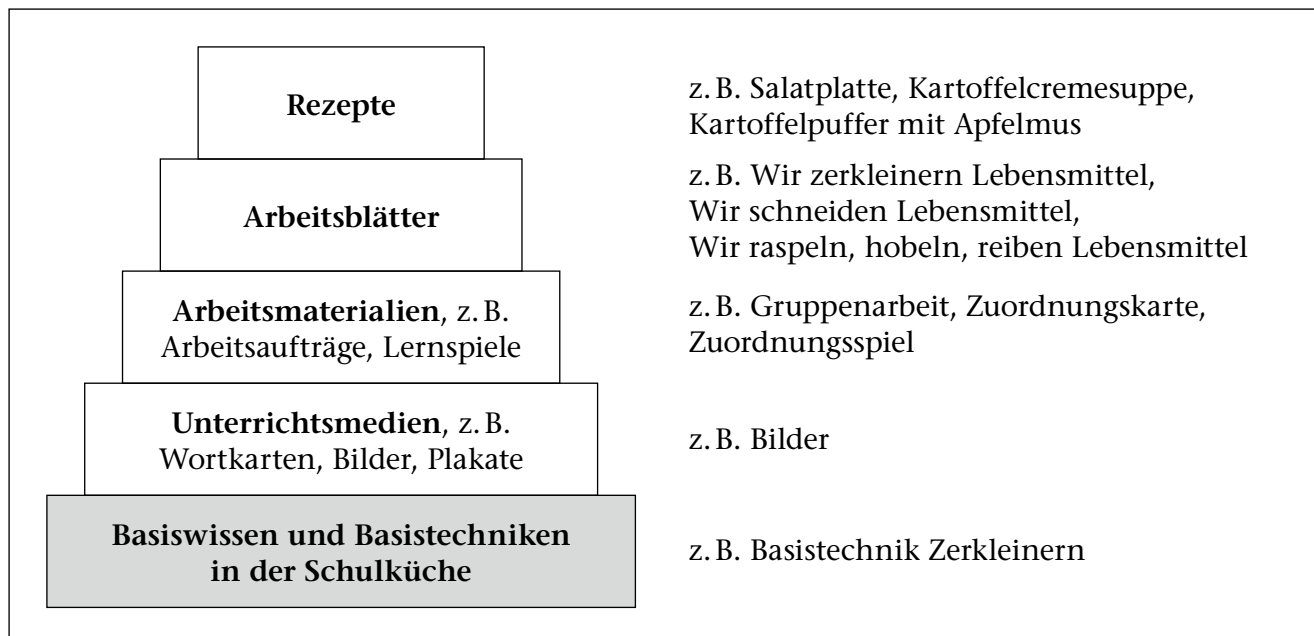 Rezepte
z. B. Salatplatte, Kartoffelcremesuppe,
Kartoffelpuffer mit Apfelmus
Arbeitsblätter
z. B. Wir zerkleinern Lebensmittel,
Wir schneiden Lebensmittel,
Wir raspeln, hobeln, reiben Lebensmittel
Arbeitsmaterialien, z. B.
Arbeitsaufträge, Lernspiele
z. B. Gruppenarbeit, Zuordnungskarte,
Zuordnungsspiel
Unterrichtsmedien, z. B.
Wortkarten, Bilder, Plakate
z. B. Bilder
Basiswissen und Basistechniken
in der Schulküche
z. B. Basistechnik Zerkleinern